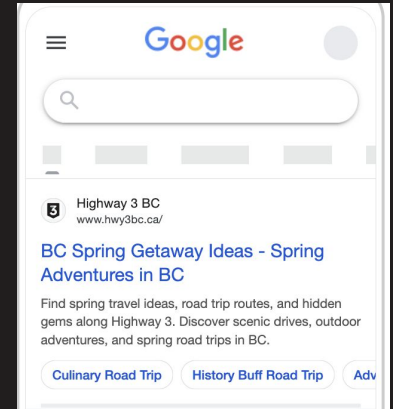 Google
Highway 3 BC
www.hwy3bc.ca/
BC Spring Getaway Ideas - Spring
Adventures in BC
Find spring travel ideas, road trip routes, and hidden
gems along Highway 3. Discover scenic drives, outdoor
adventures, and spring road trips in BC.
Culinary Road Trip History Buff Road Trip Adv